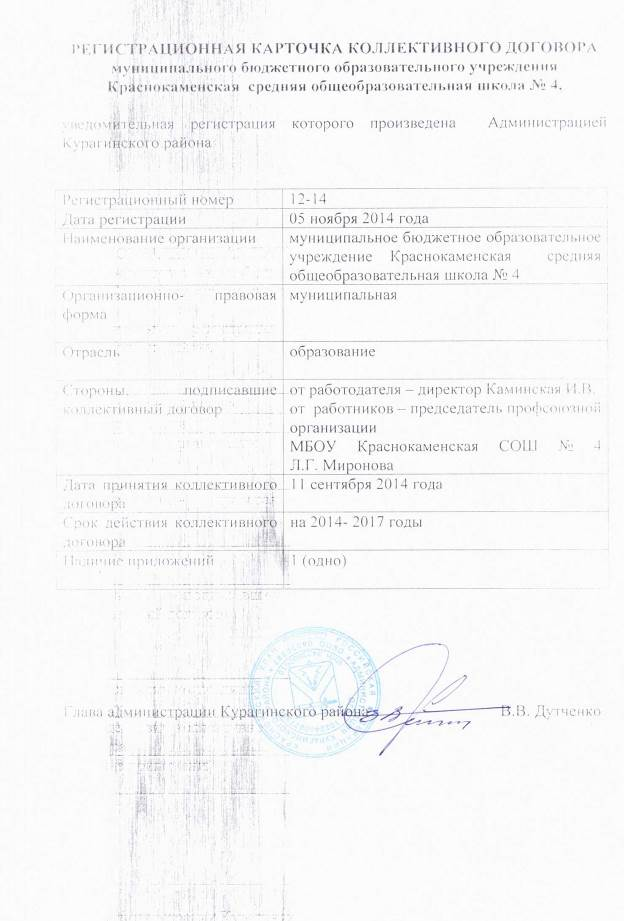 РЕГИСТРАЦИОННАЯ КАРТОЧКА КОЛЛЕКТИВНОГО ДОГОВОРА
муниципального бюджетного образовательного учреждения
Краснокаменская средняя общеобразовательная школа № 4.
уведомительная регистрация которого произведена Администрацией
Курагинского района
Регистрационный номер 12-14
Дата регистрации 05 ноября 2014 года
Наименование организации муниципальное бюджетное образовательное
учреждение Краснокаменская средняя
общеобразовательная школа № 4
Организационно- правовая муниципальная
форма
Отрасль образование
Стороны, подписавшие от работодателя – директор Каминская И.В.
коллективный договор от работников – председатель профсоюзной
организации
МБОУ Краснокаменская СОШ № 4
Л.Г. Миронова
Дата принятия коллективного 11 сентября 2014 года
договора
Срок действия коллективного на 2014- 2017 годы
договора
Наличие приложений 1 (одно)
Глава администрации Курагинского района В.В. Дутченко